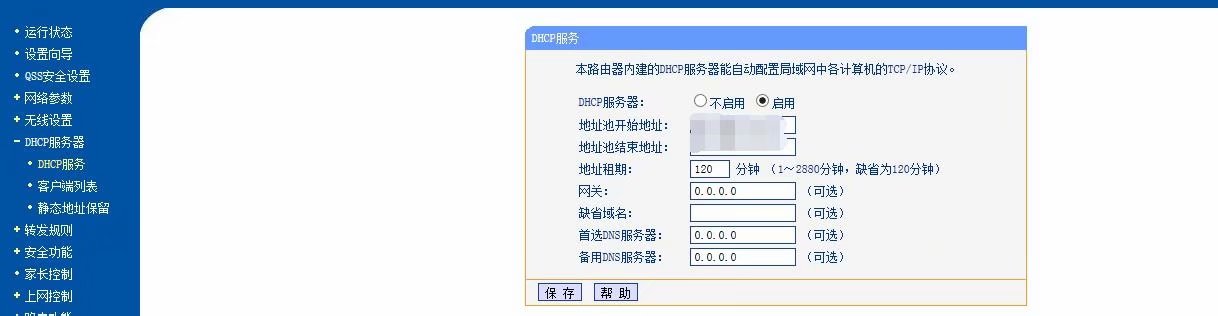 运行状态
设置向导
QSS安全设置
网络参数
无线设置
DHCP服务器
DHCP服务
客户端列表
静态地址保留
转发规则
安全功能
家长控制
上网控制
DHCP服务
本路由器内建的DHCP服务器能自动配置局域网中各计算机的TCP/IP协议。
DHCP服务器： 不启用 启用
地址池开始地址：
地址池结束地址：
地址租期： 120 分钟 （1～2880分钟，缺省为120分钟）
网关： 0.0.0.0 （可选）
缺省域名： （可选）
首选DNS服务器： 0.0.0.0 （可选）
备用DNS服务器： 0.0.0.0 （可选）
保 存 帮 助